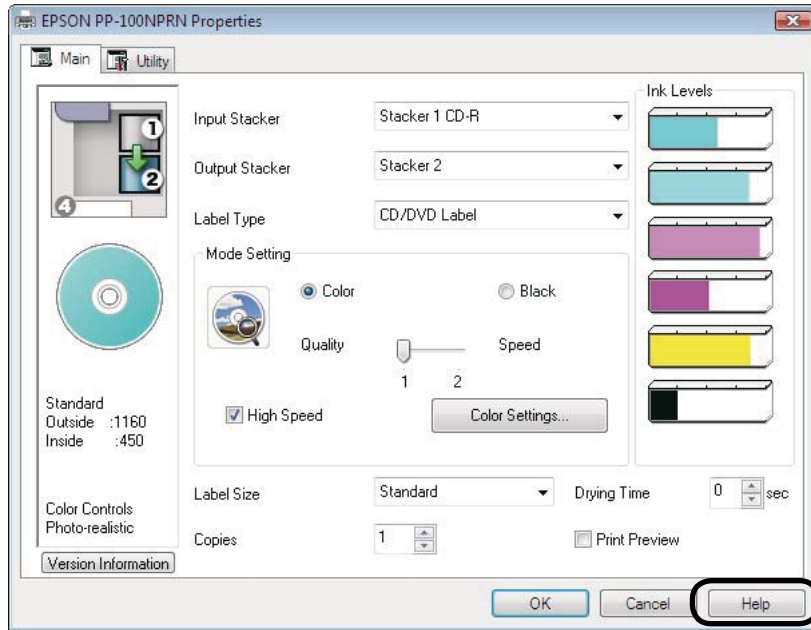 EPSON PP-100NPRN Properties
Main
Utility
1
2
4
Standard
Outside :1160
Inside :450
Color Controls
Photo-realistic
Version Information
Input Stacker
Stacker 1 CD-R
Output Stacker
Stacker 2
Label Type
CD/DVD Label
Mode Setting
Color
Black
Quality
Speed
1 2
High Speed
Color Settings...
Label Size
Standard
Drying Time
0
sec
Copies
1
Print Preview
Ink Levels
OK
Cancel
Help